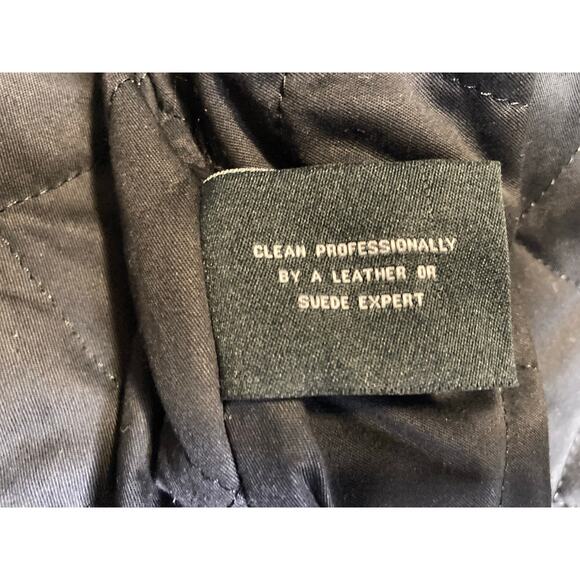 CLEAN PROFESSIONALLY
BY A LEATHER OR
SUEDE EXPERT